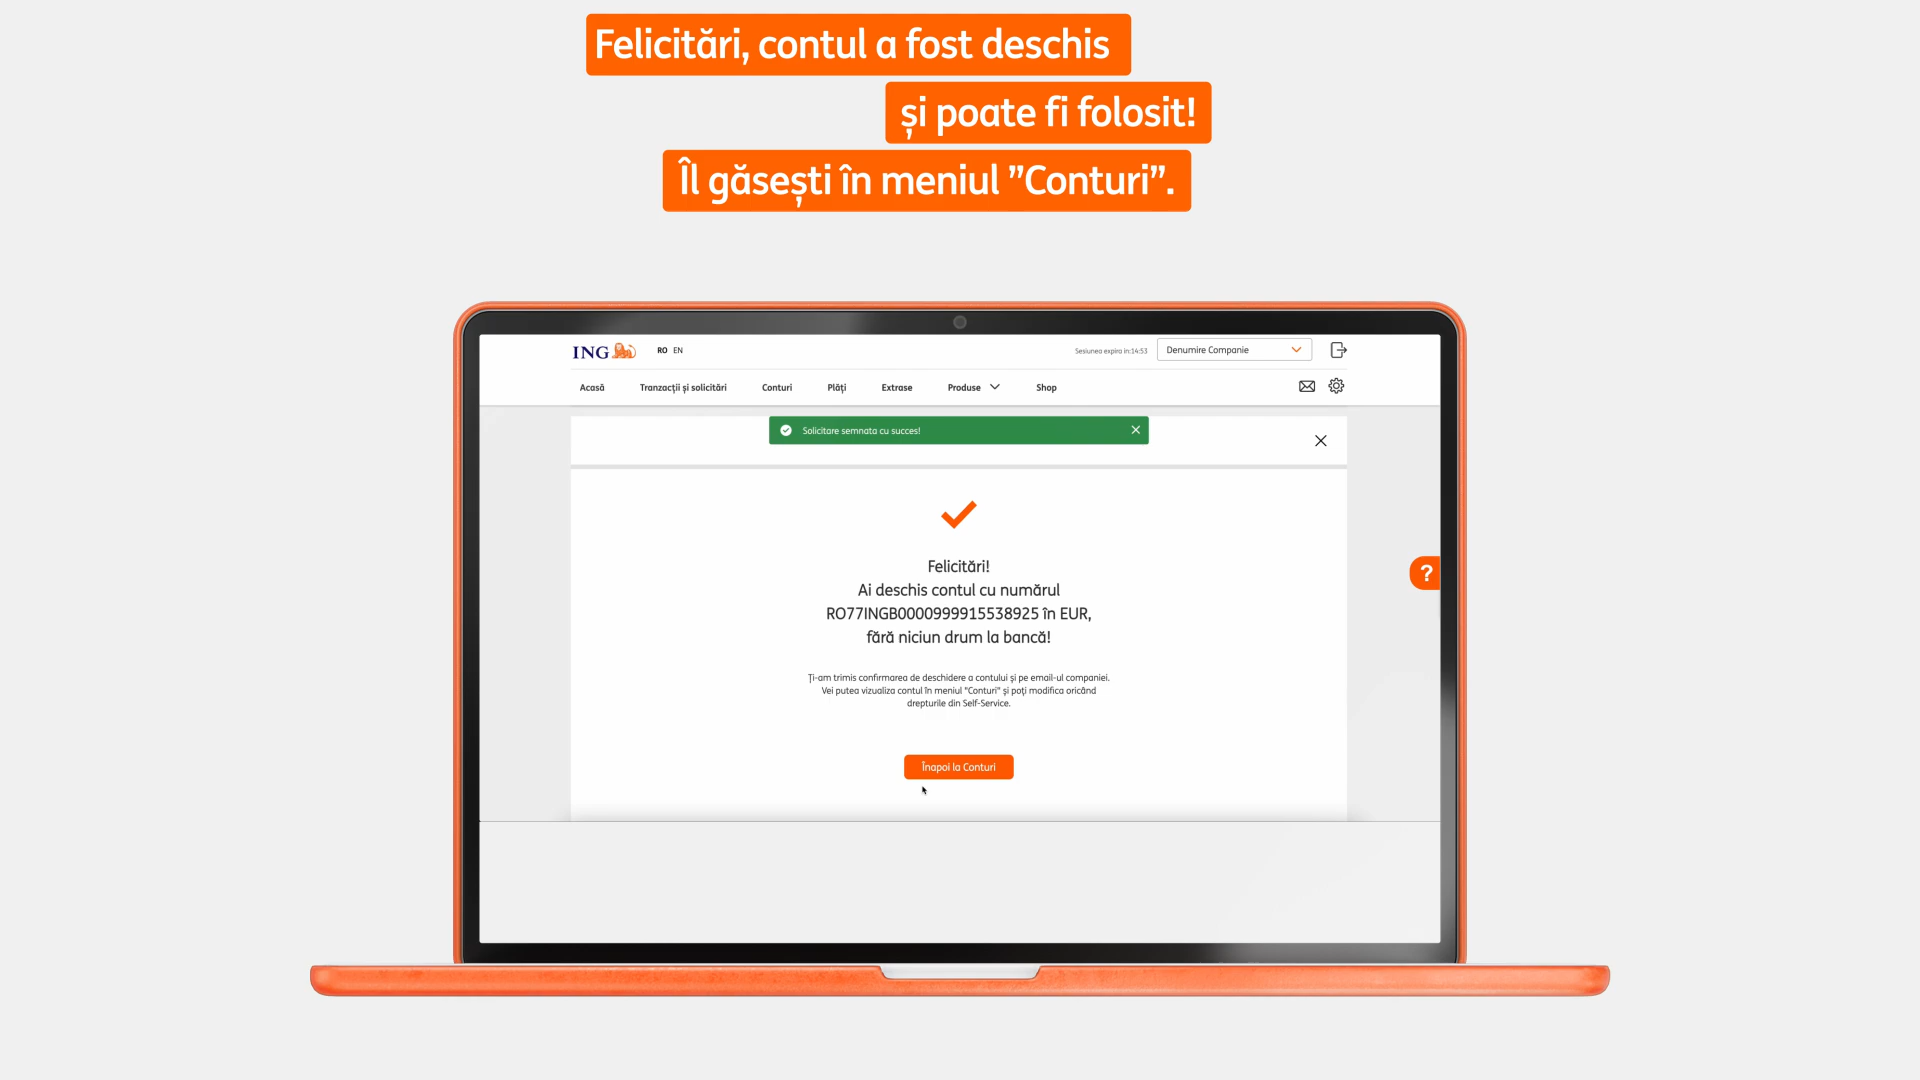 Felicitări, contul a fost deschis
și poate fi folosit!
Îl găsești în meniul ”Conturi”.
ING
RO EN
Sesiunea expira in:14:53
Denumire Companie
Acasă
Tranzacții și solicitări
Conturi
Plăți
Extrase
Produse
Shop
Solicitare semnata cu succes!
?
Felicitări!
Ai deschis contul cu numărul
RO77INGB0000999915538925 în EUR,
fără niciun drum la bancă!
Ți-am trimis confirmarea de deschidere a contului și pe email-ul companiei.
Vei putea vizualiza contul în meniul "Conturi" și poți modifica oricând
drepturile din Self-Service.
Înapoi la Conturi